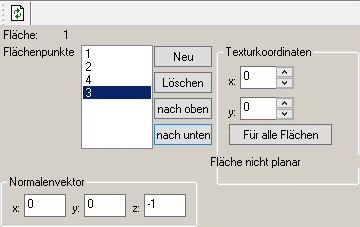 Fläche: 1
Flächenpunkte
1
2
4
3
Neu
Löschen
nach oben
nach unten
Texturkoordinaten
x: 0
y: 0
Für alle Flächen
Fläche nicht planar
Normalenvektor
x: 0 y: 0 z: -1